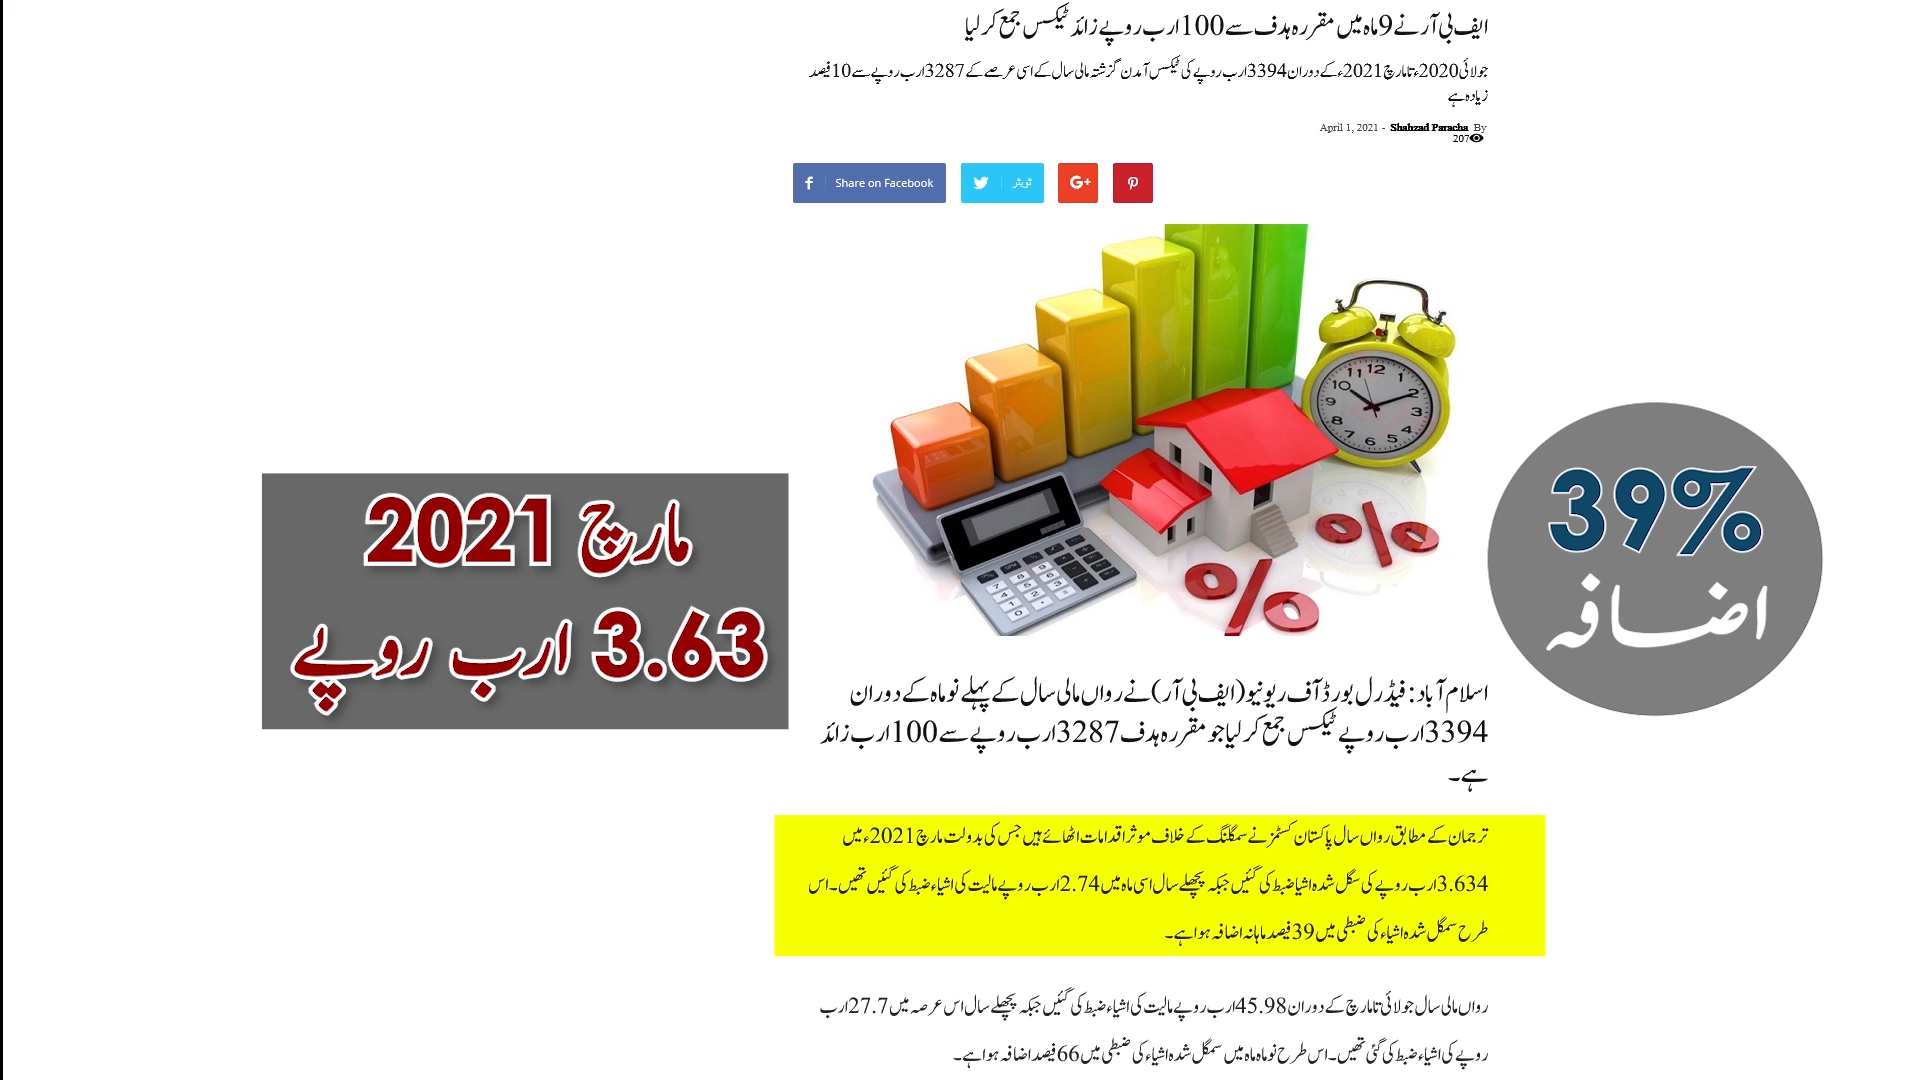 ایف بی آر نے 9 ماہ میں مقررہ ہدف سے 100 ارب روپے زائد ٹیکس جمع کر لیا
جولائی 2020ء تا مارچ 2021ء کے دوران 3394 ارب روپے کی ٹیکس آمدن گزشتہ مالی سال کے اسی عرصے کے 3287 ارب روپے سے 10 فیصد
زیادہ ہے
By Shahzad Paracha - April 1, 2021
207
Share on Facebook
ٹویٹر
G+
مارچ 2021
3.63 ارب روپے
39%
اضافہ
اسلام آباد: فیڈرل بورڈ آف ریونیو (ایف بی آر) نے رواں مالی سال کے پہلے نو ماہ کے دوران
3394 ارب روپے ٹیکس جمع کر لیا جو مقررہ ہدف 3287 ارب روپے سے 100 ارب زائد
ہے۔
ترجمان کے مطابق رواں سال پاکستان کسٹمز نے سمگلنگ کے خلاف موثر اقدامات اٹھائے ہیں جس کی بدولت مارچ 2021ء میں
3.634 ارب روپے کی سگل شدہ اشیا ضبط کی گئیں جبکہ پچھلے سال اسی ماہ میں 2.74 ارب روپے مالیت کی اشیاء ضبط کی گئیں تھیں۔ اس
طرح سمگل شدہ اشیاء کی ضبطی میں 39 فیصد ماہانہ اضافہ ہوا ہے۔
رواں مالی سال جولائی تا مارچ کے دوران 45.98 ارب روپے مالیت کی اشیاء ضبط کی گئیں جبکہ پچھلے سال اس عرصہ میں 27.7 ارب
روپے کی اشیاء ضبط کی گئی تھیں۔ اس طرح نو ماہ ماہ میں سمگل شدہ اشیاء کی ضبطی میں 66 فیصد اضافہ ہوا ہے۔